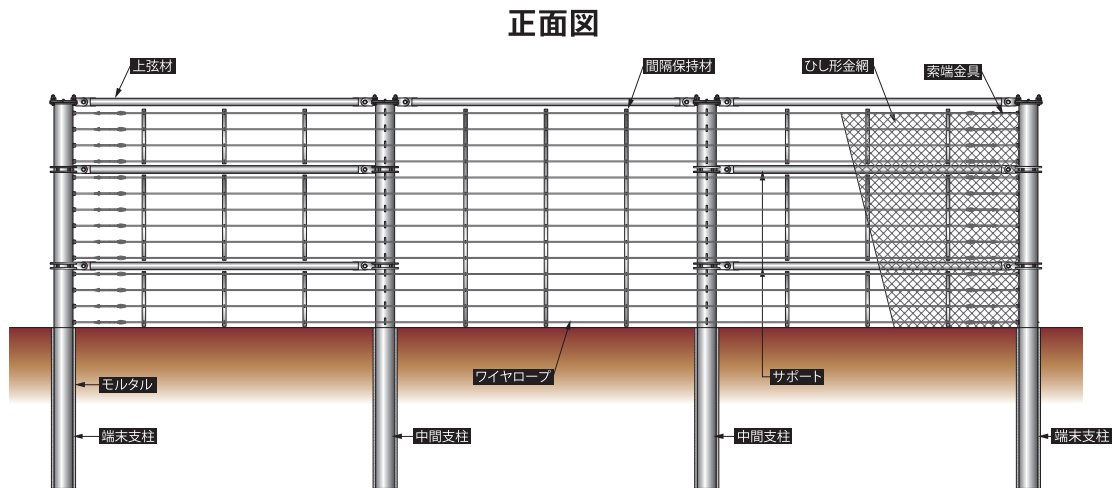 正面図
上弦材
間隔保持材
ひし形金網
索端金具
ワイヤロープ
サポート
モルタル
端末支柱
中間支柱
中間支柱
端末支柱